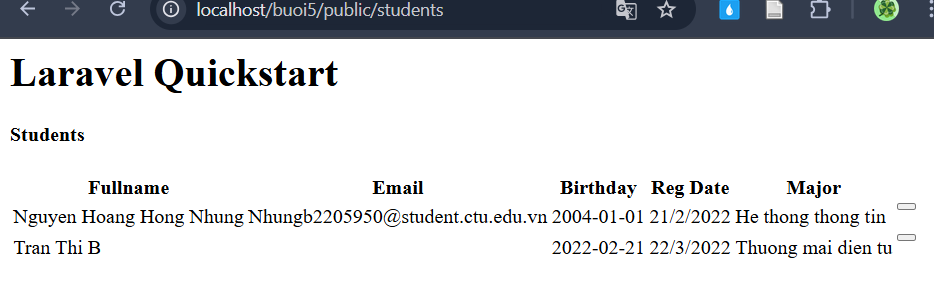 localhost/buoi5/public/students
Laravel Quickstart
Students
Fullname Email Birthday Reg Date Major
Nguyen Hoang Hong Nhung Nhungb2205950@student.ctu.edu.vn 2004-01-01 21/2/2022 He thong thong tin
Tran Thi B 2022-02-21 22/3/2022 Thuong mai dien tu